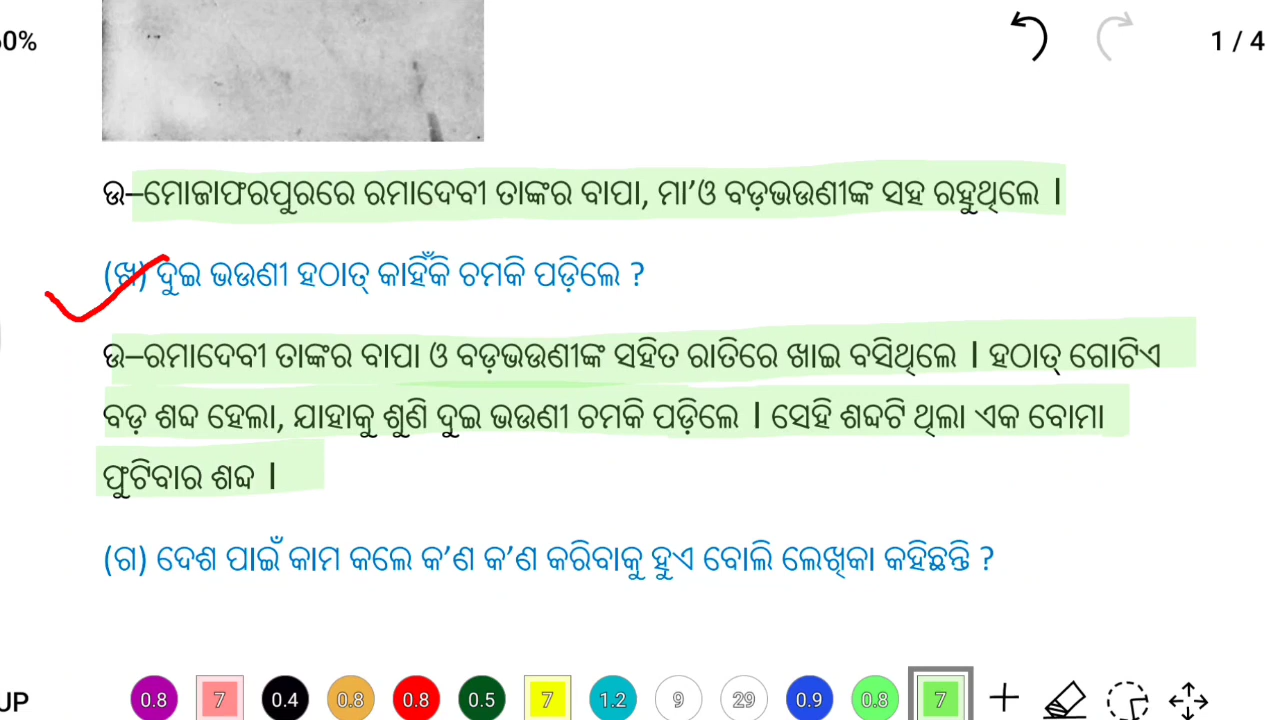 1 / 4
ଉ–ମୋଜାଫରପୁରରେ ରମାଦେବୀ ତାଙ୍କର ବାପା, ମା’ଓ ବଡ଼ଭଉଣୀଙ୍କ ସହ ରହୁଥିଲେ ।
(ଖ) ଦୁଇ ଭଉଣୀ ହଠାତ୍ କାହିଁକି ଚମକି ପଡ଼ିଲେ ?
ଉ–ରମାଦେବୀ ତାଙ୍କର ବାପା ଓ ବଡ଼ଭଉଣୀଙ୍କ ସହିତ ରାତିରେ ଖାଇ ବସିଥିଲେ । ହଠାତ୍ ଗୋଟିଏ
ବଡ଼ ଶବ୍ଦ ହେଲା, ଯାହାକୁ ଶୁଣି ଦୁଇ ଭଉଣୀ ଚମକି ପଡ଼ିଲେ । ସେହି ଶବ୍ଦଟି ଥିଲା ଏକ ବୋମା
ଫୁଟିବାର ଶବ୍ଦ ।
(ଗ) ଦେଶ ପାଇଁ କାମ କଲେ କ’ଣ କ’ଣ କରିବାକୁ ହୁଏ ବୋଲି ଲେଖିକା କହିଛନ୍ତି ?
UP 0.8 7 0.4 0.8 0.8 0.5 7 1.2 9 29 0.9 0.8 7